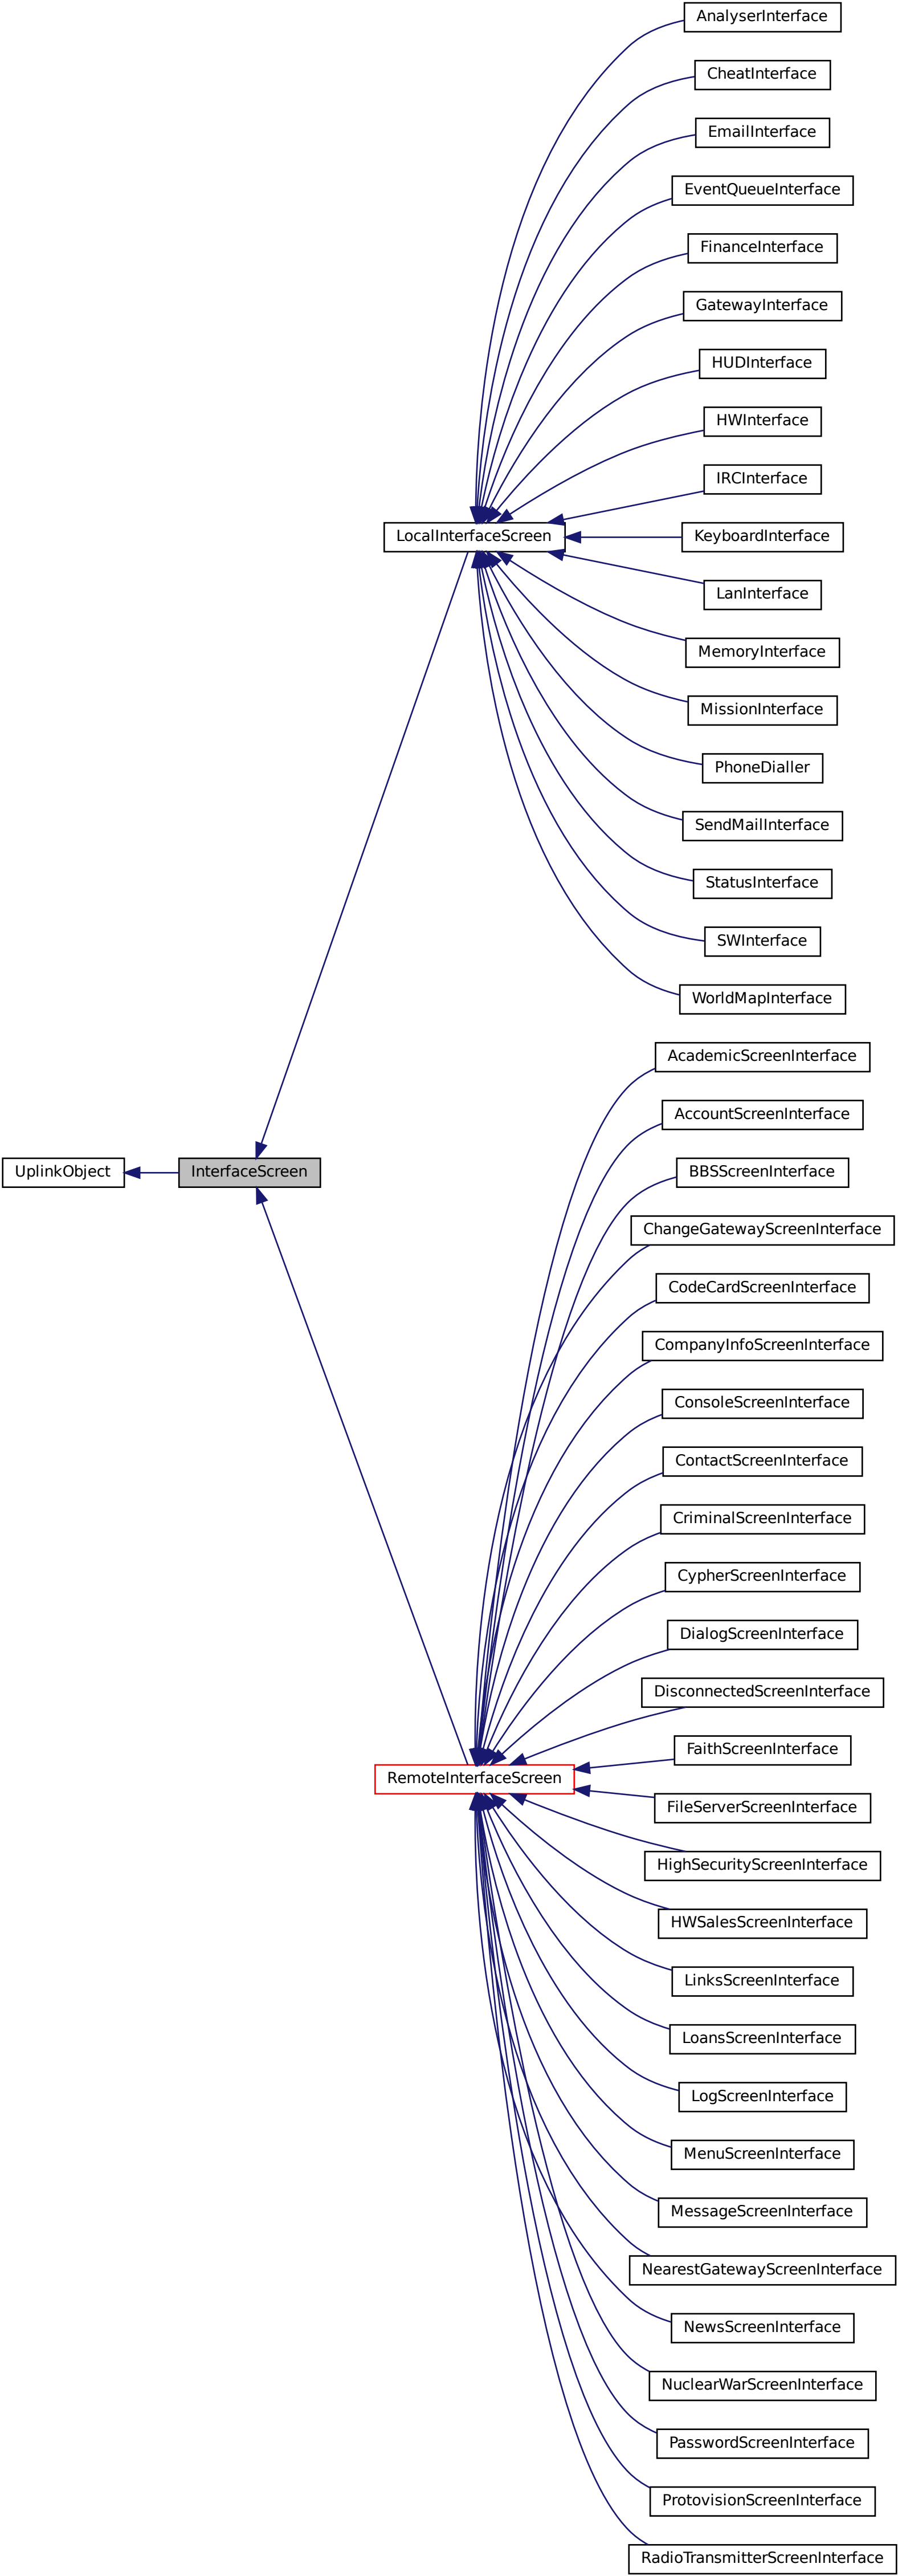 AnalyserInterface
CheatInterface
EmailInterface
EventQueueInterface
FinanceInterface
GatewayInterface
HUDInterface
HWInterface
IRCInterface
LocalInterfaceScreen
KeyboardInterface
LanInterface
MemoryInterface
MissionInterface
PhoneDialler
SendMailInterface
StatusInterface
SWInterface
WorldMapInterface
AcademicScreenInterface
AccountScreenInterface
UplinkObject
InterfaceScreen
BBSScreenInterface
ChangeGatewayScreenInterface
CodeCardScreenInterface
CompanyInfoScreenInterface
ConsoleScreenInterface
ContactScreenInterface
CriminalScreenInterface
CypherScreenInterface
DialogScreenInterface
DisconnectedScreenInterface
FaithScreenInterface
RemoteInterfaceScreen
FileServerScreenInterface
HighSecurityScreenInterface
HWSalesScreenInterface
LinksScreenInterface
LoansScreenInterface
LogScreenInterface
MenuScreenInterface
MessageScreenInterface
NearestGatewayScreenInterface
NewsScreenInterface
NuclearWarScreenInterface
PasswordScreenInterface
ProtovisionScreenInterface
RadioTransmitterScreenInterface